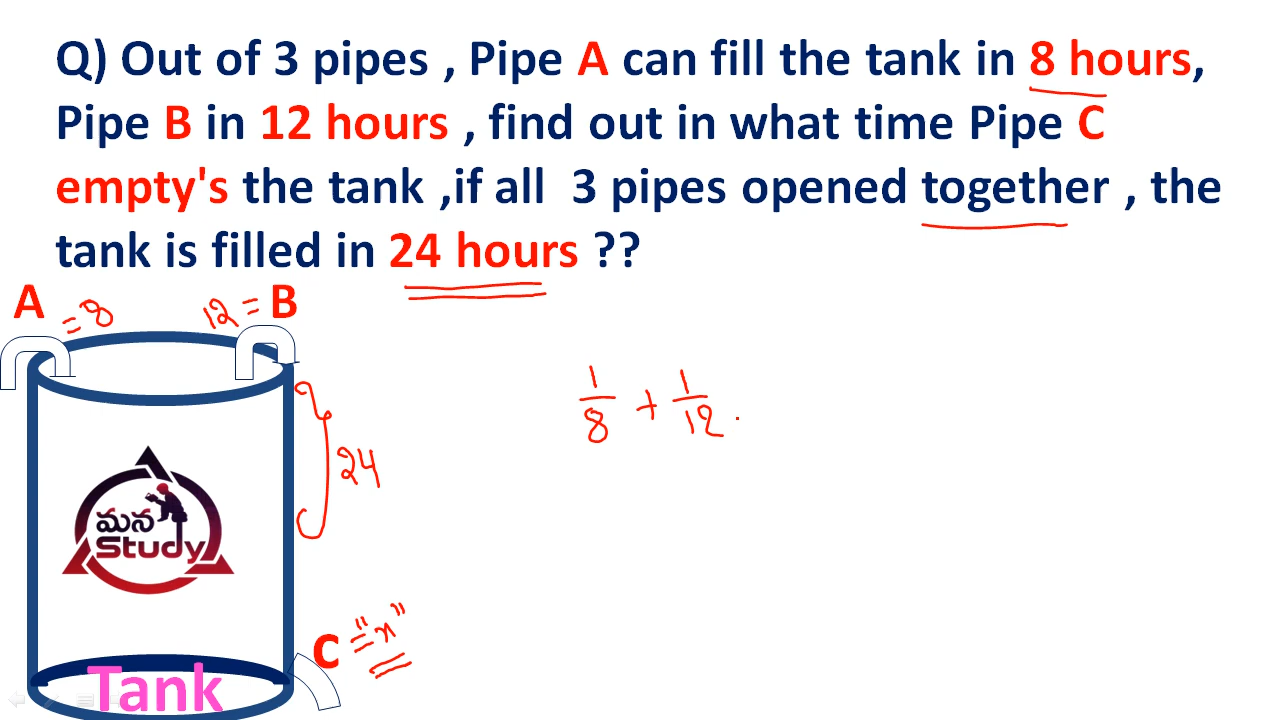 Q) Out of 3 pipes , Pipe A can fill the tank in 8 hours,
Pipe B in 12 hours , find out in what time Pipe C
empty's the tank ,if all 3 pipes opened together , the
tank is filled in 24 hours ??
A = 8 12 = B
1/8 + 1/12
24
మన
Study
C = "x"
Tank